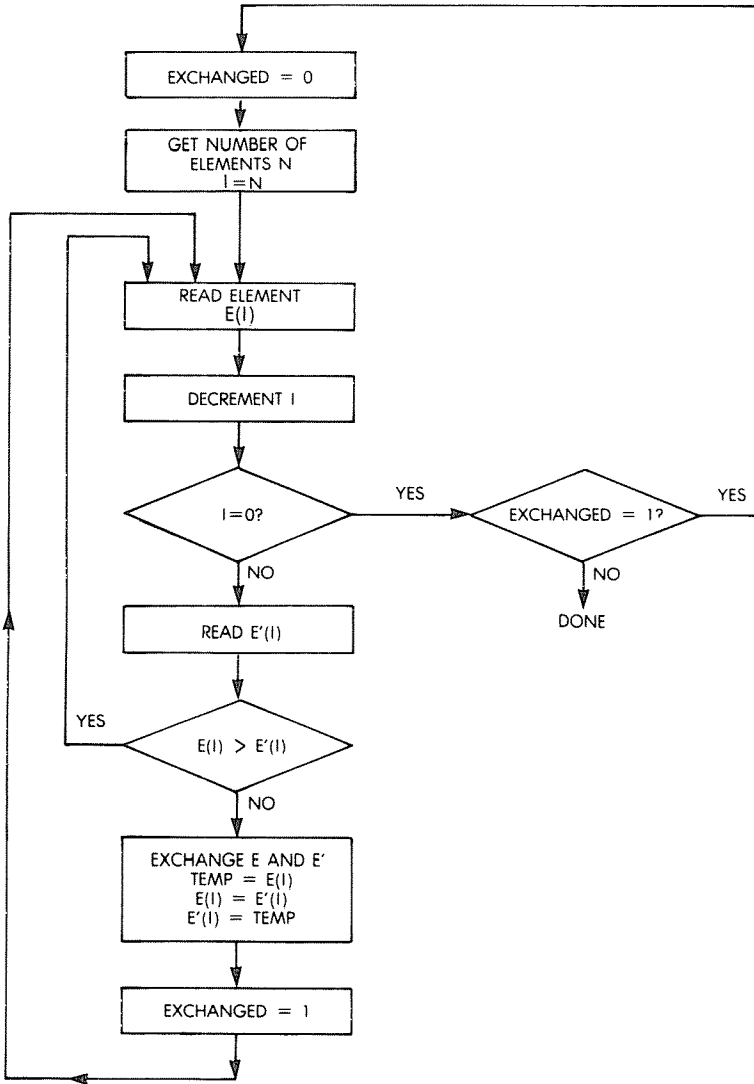 EXCHANGED = 0
GET NUMBER OF
ELEMENTS N
I=N
READ ELEMENT
E(I)
DECREMENT I
I=0?
YES
EXCHANGED = 1?
YES
NO
NO
DONE
READ E'(I)
YES
E(I) > E'(I)
NO
EXCHANGE E AND E'
TEMP = E(I)
E(I) = E'(I)
E'(I) = TEMP
EXCHANGED = 1